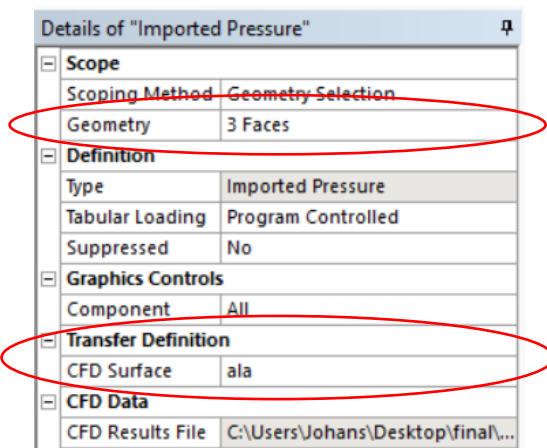 Details of "Imported Pressure"
Scope
Scoping Method Geometry Selection
Geometry 3 Faces
Definition
Type Imported Pressure
Tabular Loading Program Controlled
Suppressed No
Graphics Controls
Component All
Transfer Definition
CFD Surface ala
CFD Data
CFD Results File C:\Users\Johans\Desktop\final\...